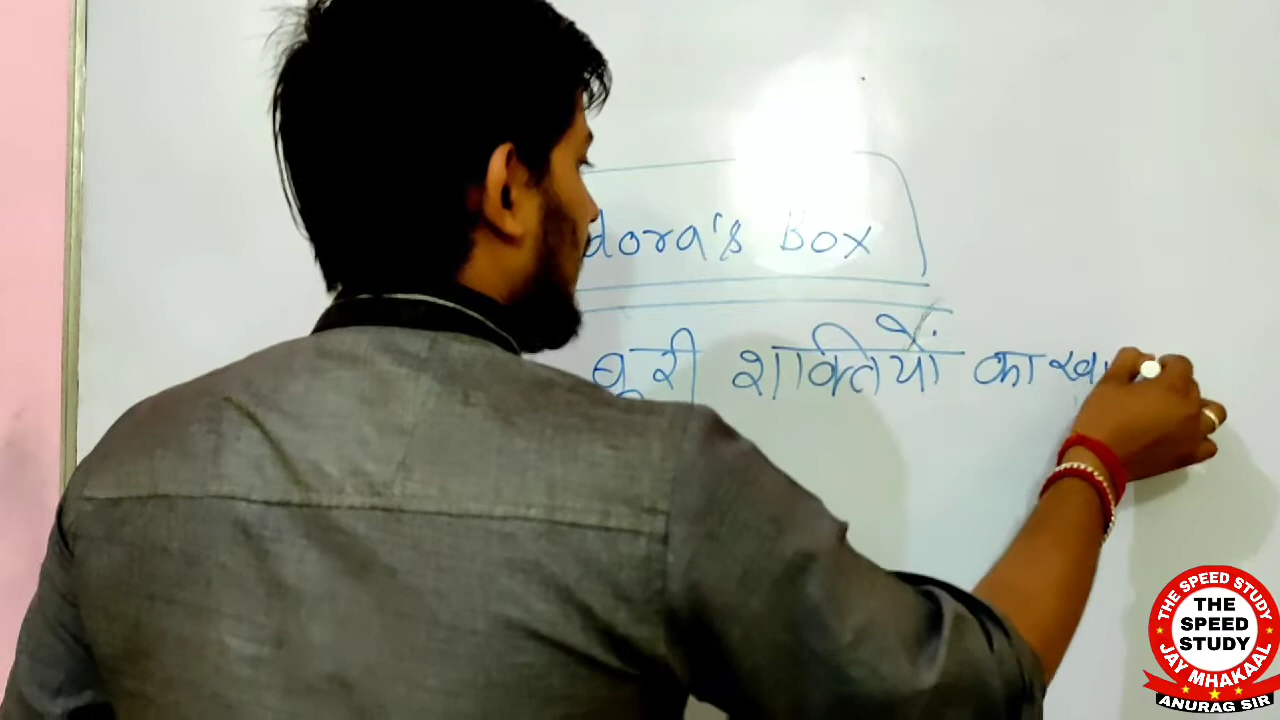 dora's Box
बुरी शक्तियों का
THE SPEED STUDY
THE
SPEED
STUDY
JAY MHAKAAL
ANURAG SIR